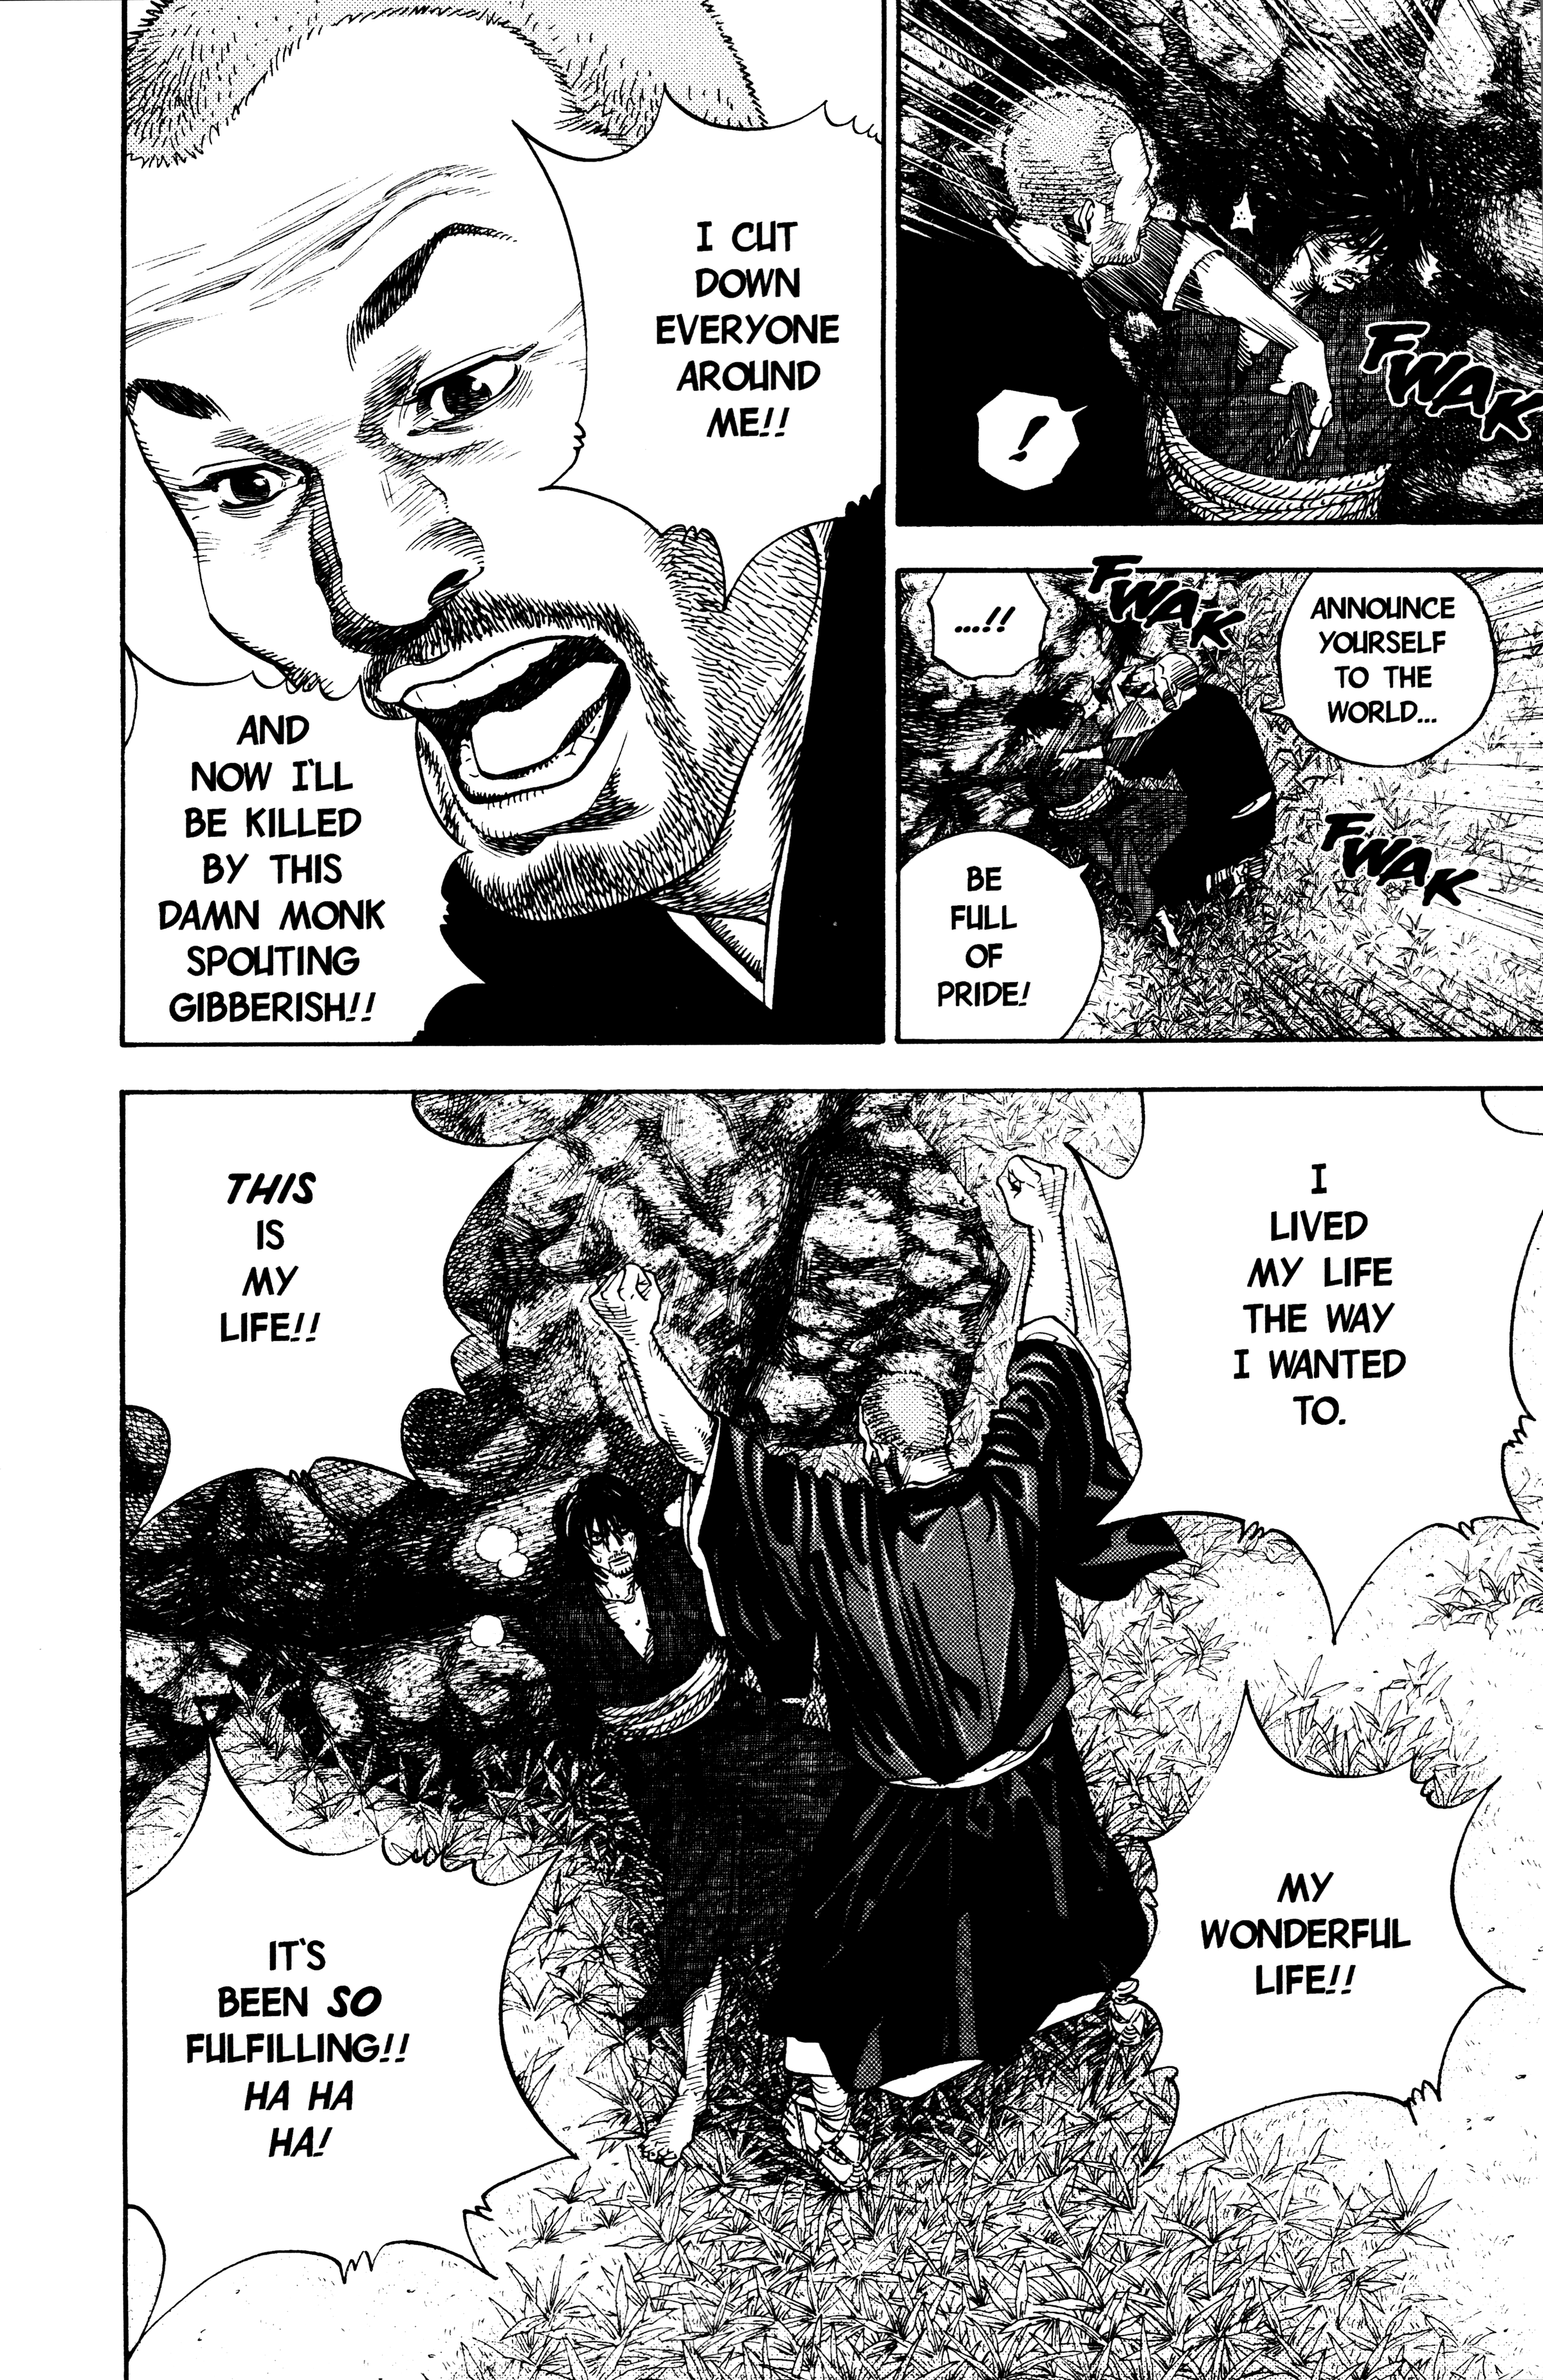 !
FWAK
ANNOUNCE
YOURSELF
TO THE
WORLD...
FWAK
...!!
FWAK
BE
FULL
OF
PRIDE!
I CUT
DOWN
EVERYONE
AROUND
ME!!
AND
NOW I'LL
BE KILLED
BY THIS
DAMN MONK
SPOUTING
GIBBERISH!!
I
LIVED
MY LIFE
THE WAY
I WANTED
TO.
THIS
IS
MY
LIFE!!
MY
WONDERFUL
LIFE!!
IT'S
BEEN SO
FULFILLING!!
HA HA
HA!